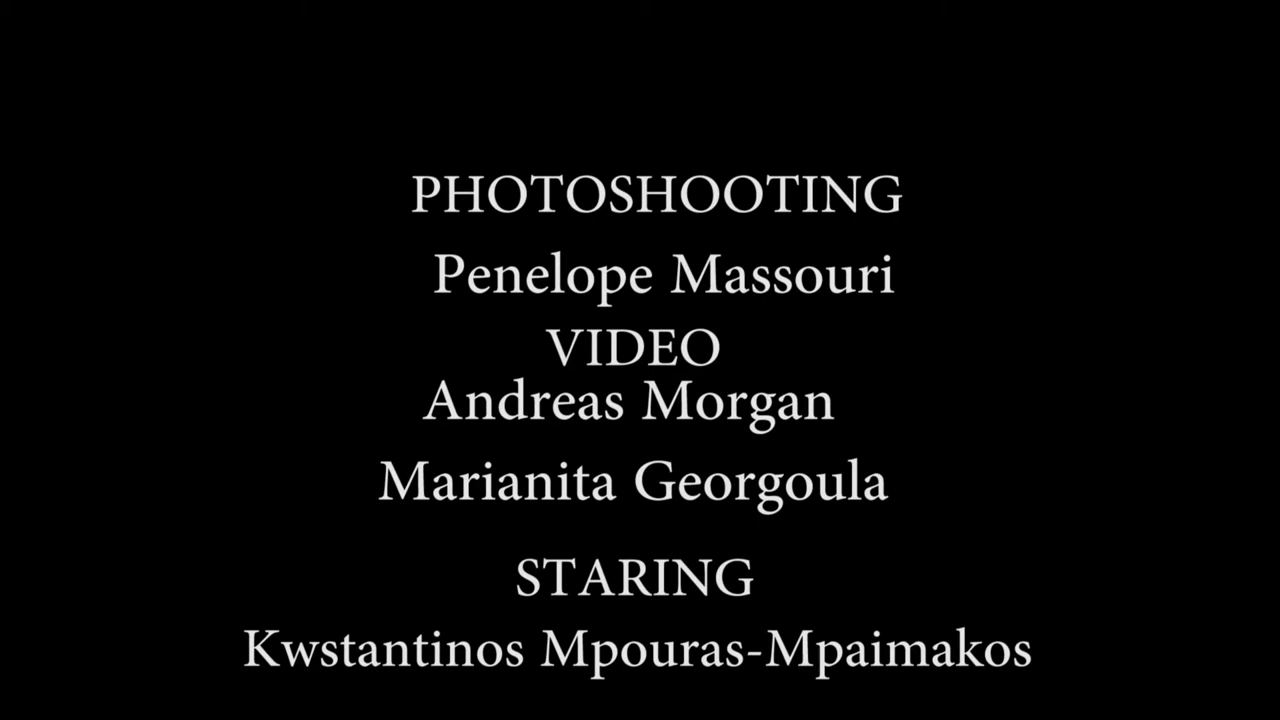 PHOTOSHOOTING
Penelope Massouri
VIDEO
Andreas Morgan
Marianita Georgoula
STARING
Kwstantinos Mpouras-Mpaimakos